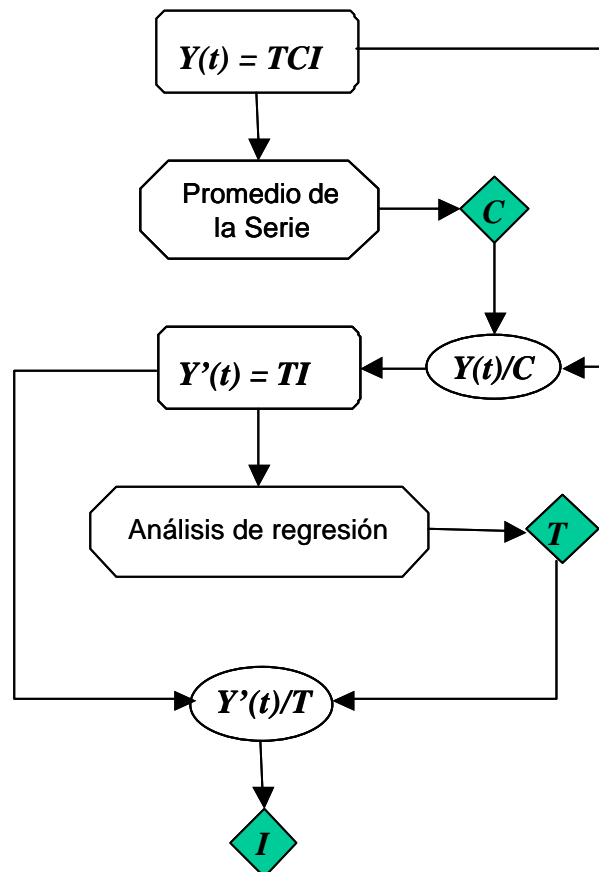 Y(t) = TCI
Promedio de
la Serie
C
Y’(t) = TI
Y(t)/C
Análisis de regresión
T
Y’(t)/T
I